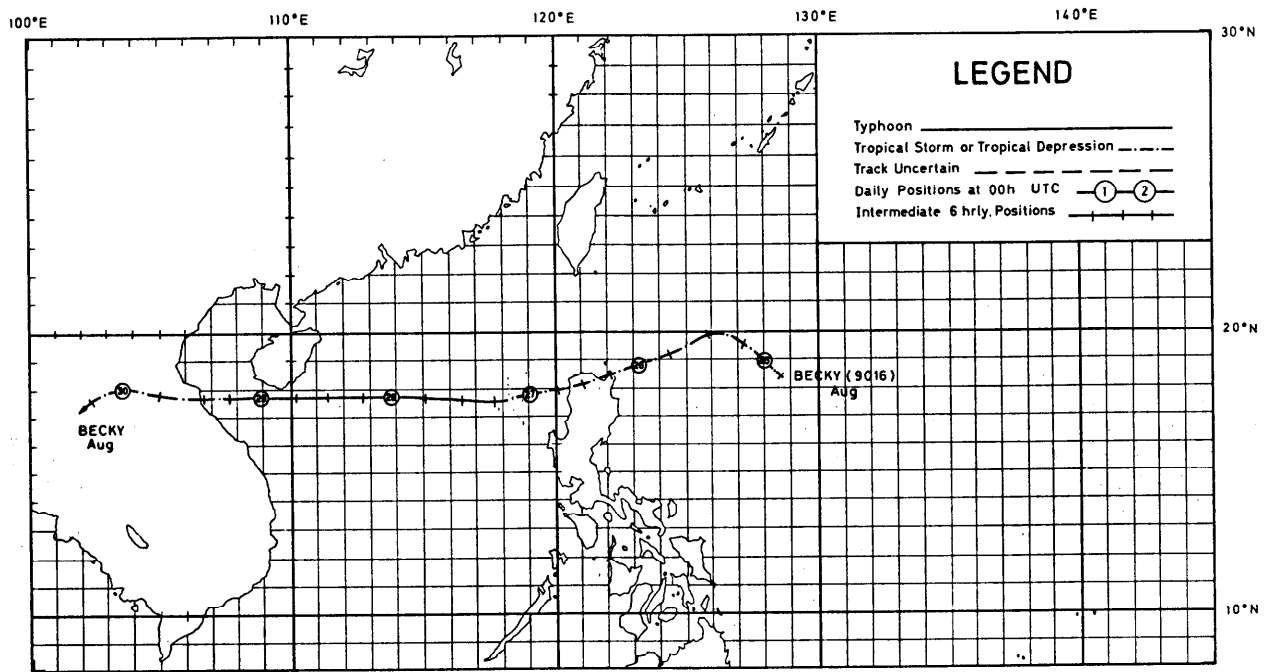 100°E 110°E 120°E 130°E 140°E
30°N
LEGEND
Typhoon
Tropical Storm or Tropical Depression
Track Uncertain
Daily Positions at 00h UTC 1 2
Intermediate 6 hrly. Positions
20°N
30 29 28 27 26
BECKY (9016)
Aug
BECKY
Aug
10°N